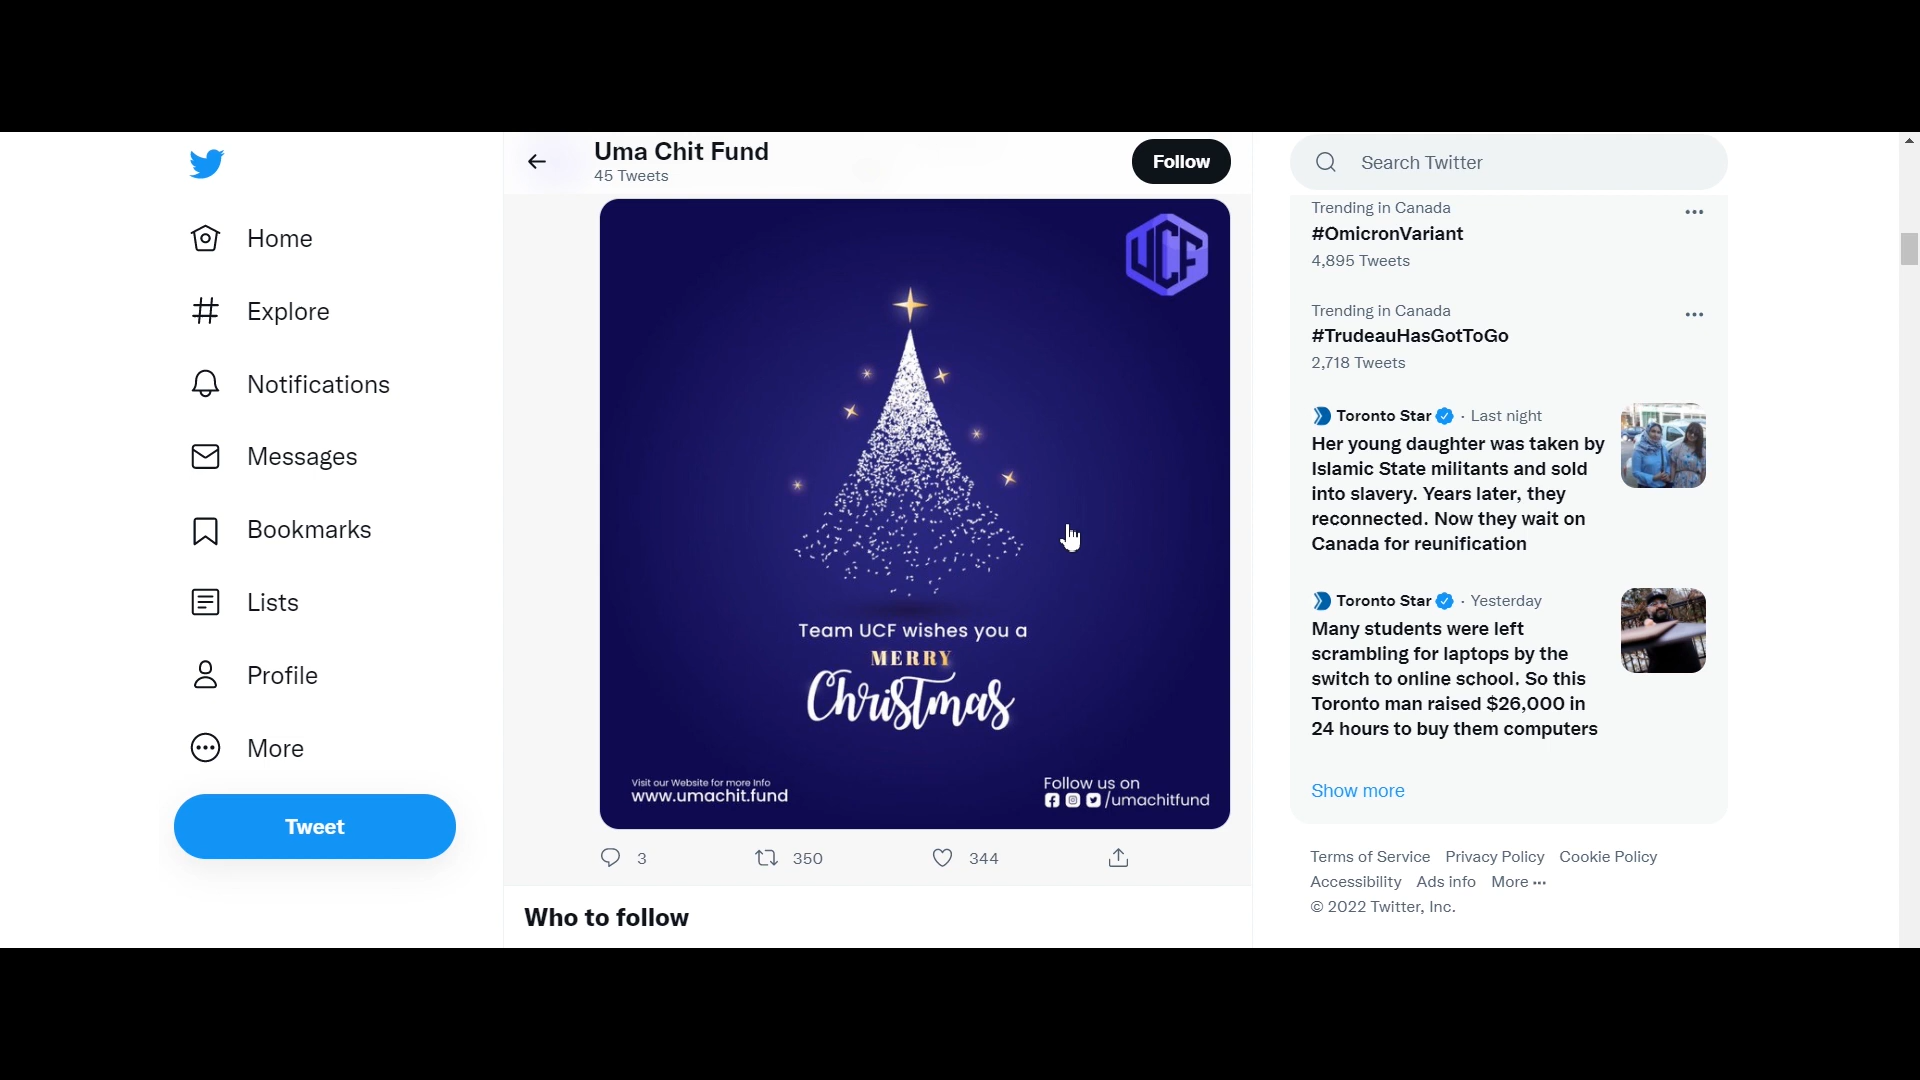 Home
Explore
Notifications
Messages
Bookmarks
Lists
Profile
More
Tweet
Uma Chit Fund
45 Tweets
Follow
UCF
Team UCF wishes you a
MERRY
Christmas
Visit our Website for more Info
www.umachit.fund
Follow us on
/umachitfund
3
350
344
Who to follow
Search Twitter
Trending in Canada
#OmicronVariant
4,895 Tweets
Trending in Canada
#TrudeauHasGotToGo
2,718 Tweets
Toronto Star · Last night
Her young daughter was taken by
Islamic State militants and sold
into slavery. Years later, they
reconnected. Now they wait on
Canada for reunification
Toronto Star · Yesterday
Many students were left
scrambling for laptops by the
switch to online school. So this
Toronto man raised $26,000 in
24 hours to buy them computers
Show more
Terms of Service Privacy Policy Cookie Policy
Accessibility Ads info More ···
© 2022 Twitter, Inc.